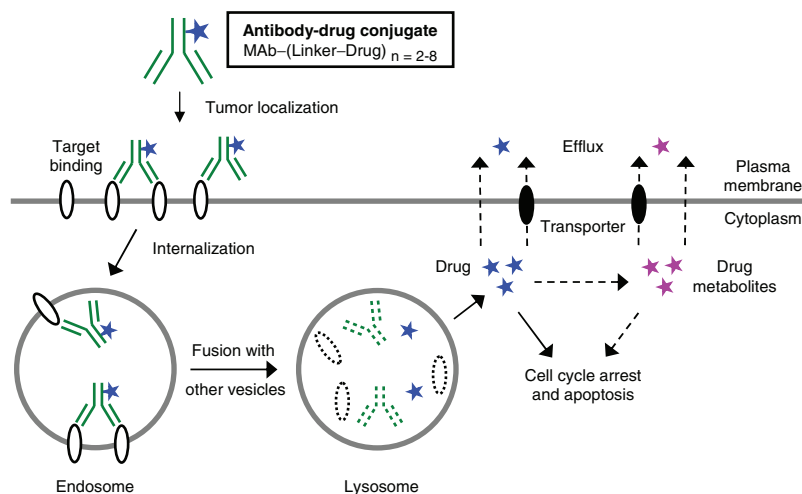 Antibody-drug conjugate
MAb–(Linker–Drug) n = 2-8
Tumor localization
Target
binding
Efflux
Plasma
membrane
Cytoplasm
Transporter
Internalization
Drug
Drug
metabolites
Fusion with
other vesicles
Cell cycle arrest
and apoptosis
Endosome
Lysosome